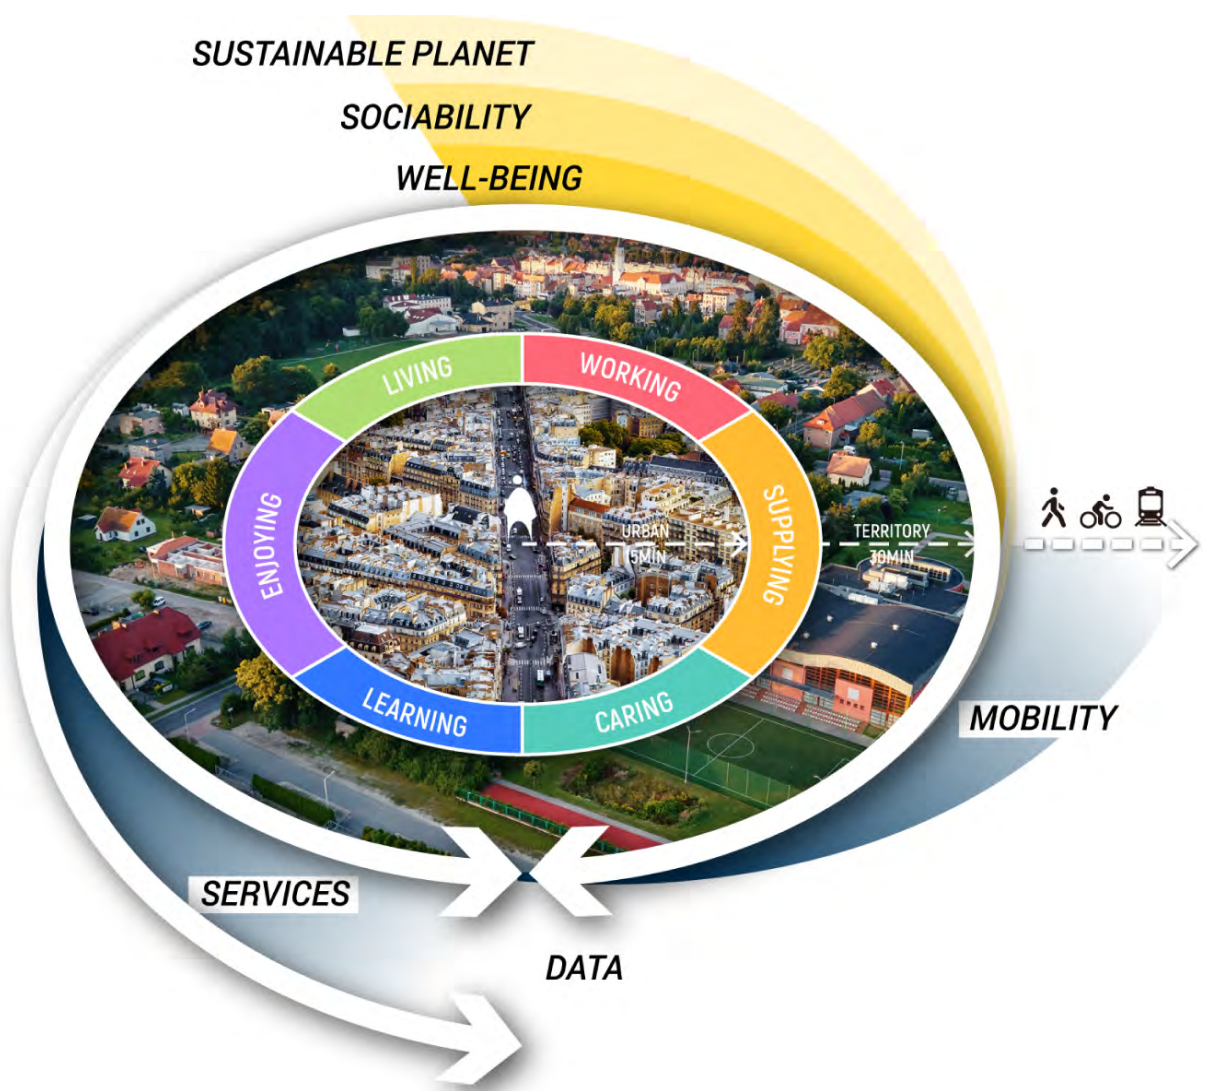 SUSTAINABLE PLANET
SOCIABILITY
WELL-BEING
LIVING
WORKING
ENJOYING
SUPPLYING
URBAN
15MIN
TERRITORY
30MIN
LEARNING
CARING
MOBILITY
SERVICES
DATA